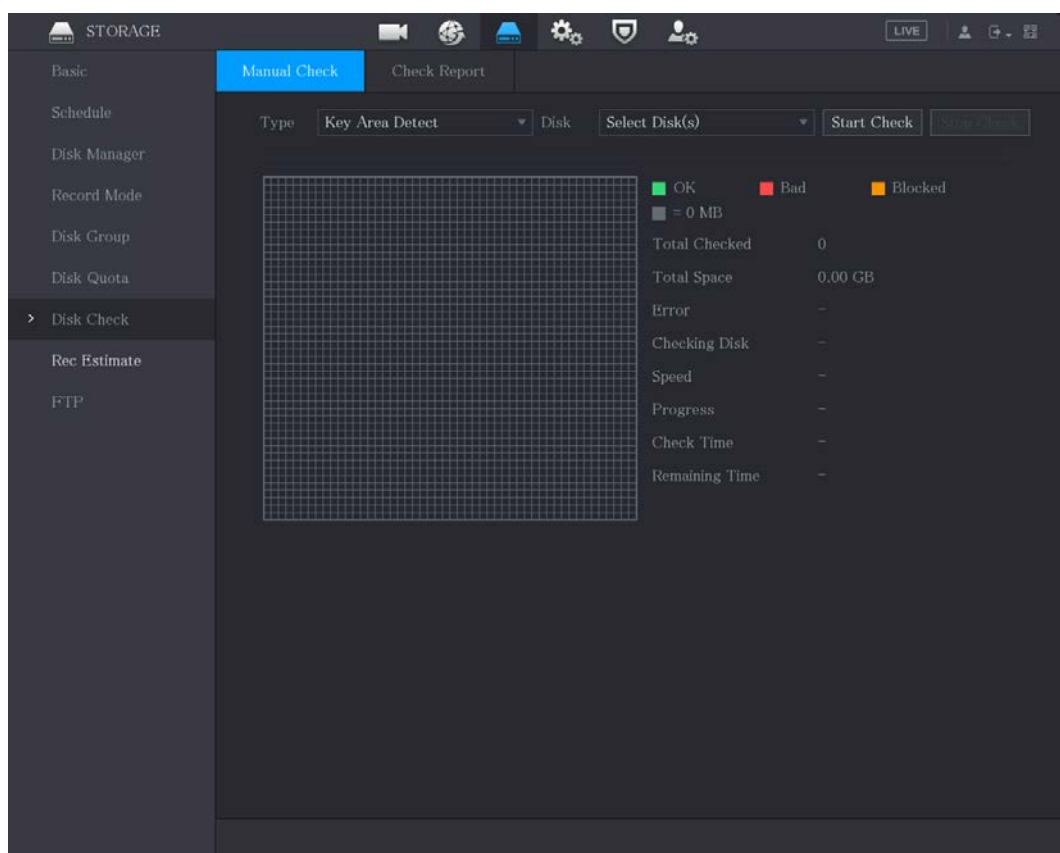 STORAGE
LIVE
Basic
Manual Check
Check Report
Schedule
Type
Key Area Detect
Disk
Select Disk(s)
Start Check
Stop Check
Disk Manager
Record Mode
OK
Bad
Blocked
= 0 MB
Disk Group
Total Checked
0
Disk Quota
Total Space
0.00 GB
Disk Check
Error
-
Checking Disk
-
Rec Estimate
Speed
-
FTP
Progress
-
Check Time
-
Remaining Time
-